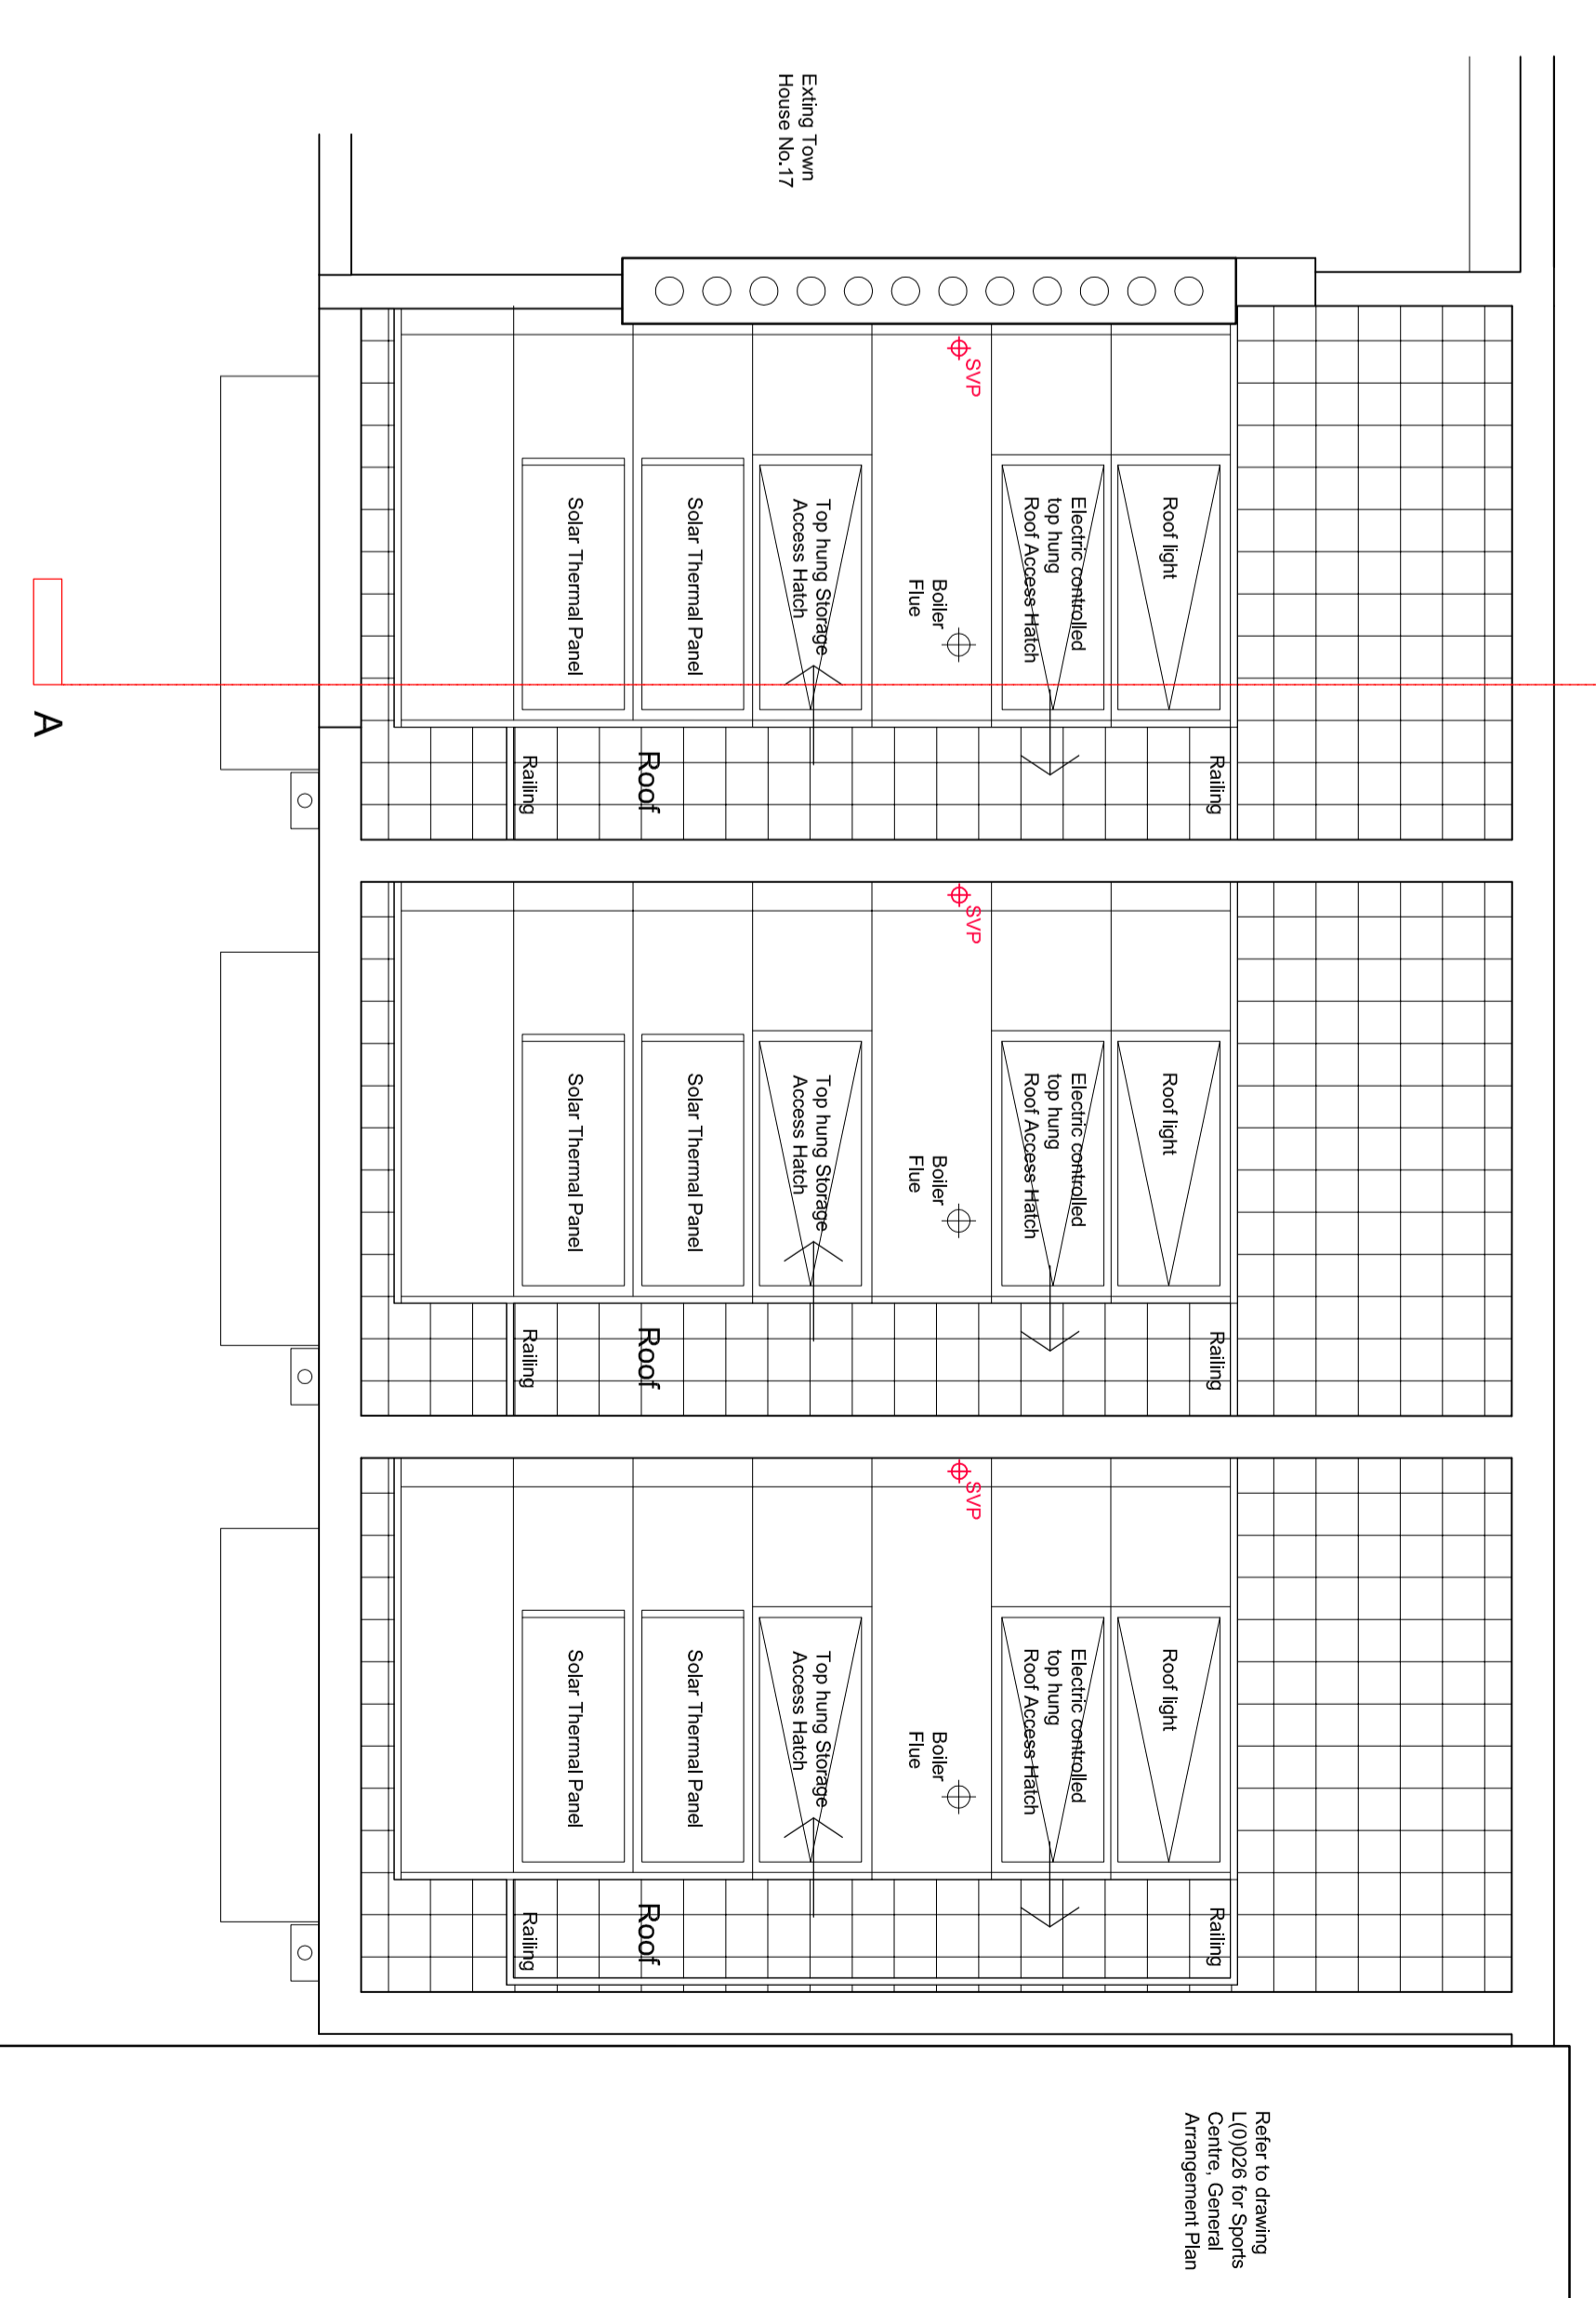 Exting Town
House No.17
SVP
Roof light
Electric controlled
top hung
Roof Access Hatch
Boiler
Flue
Top hung Storage
Access Hatch
Solar Thermal Panel
Solar Thermal Panel
Railing
Roof
Railing
A
SVP
Roof light
Electric controlled
top hung
Roof Access Hatch
Boiler
Flue
Top hung Storage
Access Hatch
Solar Thermal Panel
Solar Thermal Panel
Railing
Roof
Railing
SVP
Roof light
Electric controlled
top hung
Roof Access Hatch
Boiler
Flue
Top hung Storage
Access Hatch
Solar Thermal Panel
Solar Thermal Panel
Railing
Roof
Railing
Refer to drawing
L(0)026 for Sports
Centre, General
Arrangement Plan